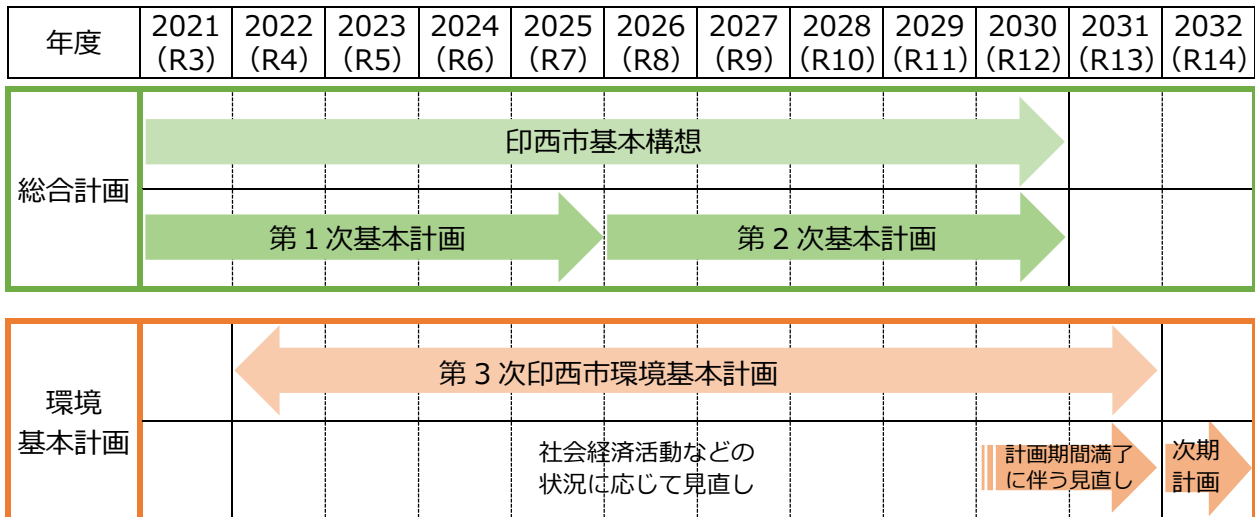 年度 2021 2022 2023 2024 2025 2026 2027 2028 2029 2030 2031 2032
(R3) (R4) (R5) (R6) (R7) (R8) (R9) (R10) (R11) (R12) (R13) (R14)
総合計画
印西市基本構想
第1次基本計画 第2次基本計画
環境
基本計画
第3次印西市環境基本計画
社会経済活動などの
状況に応じて見直し
計画期間満了
に伴う見直し
次期
計画